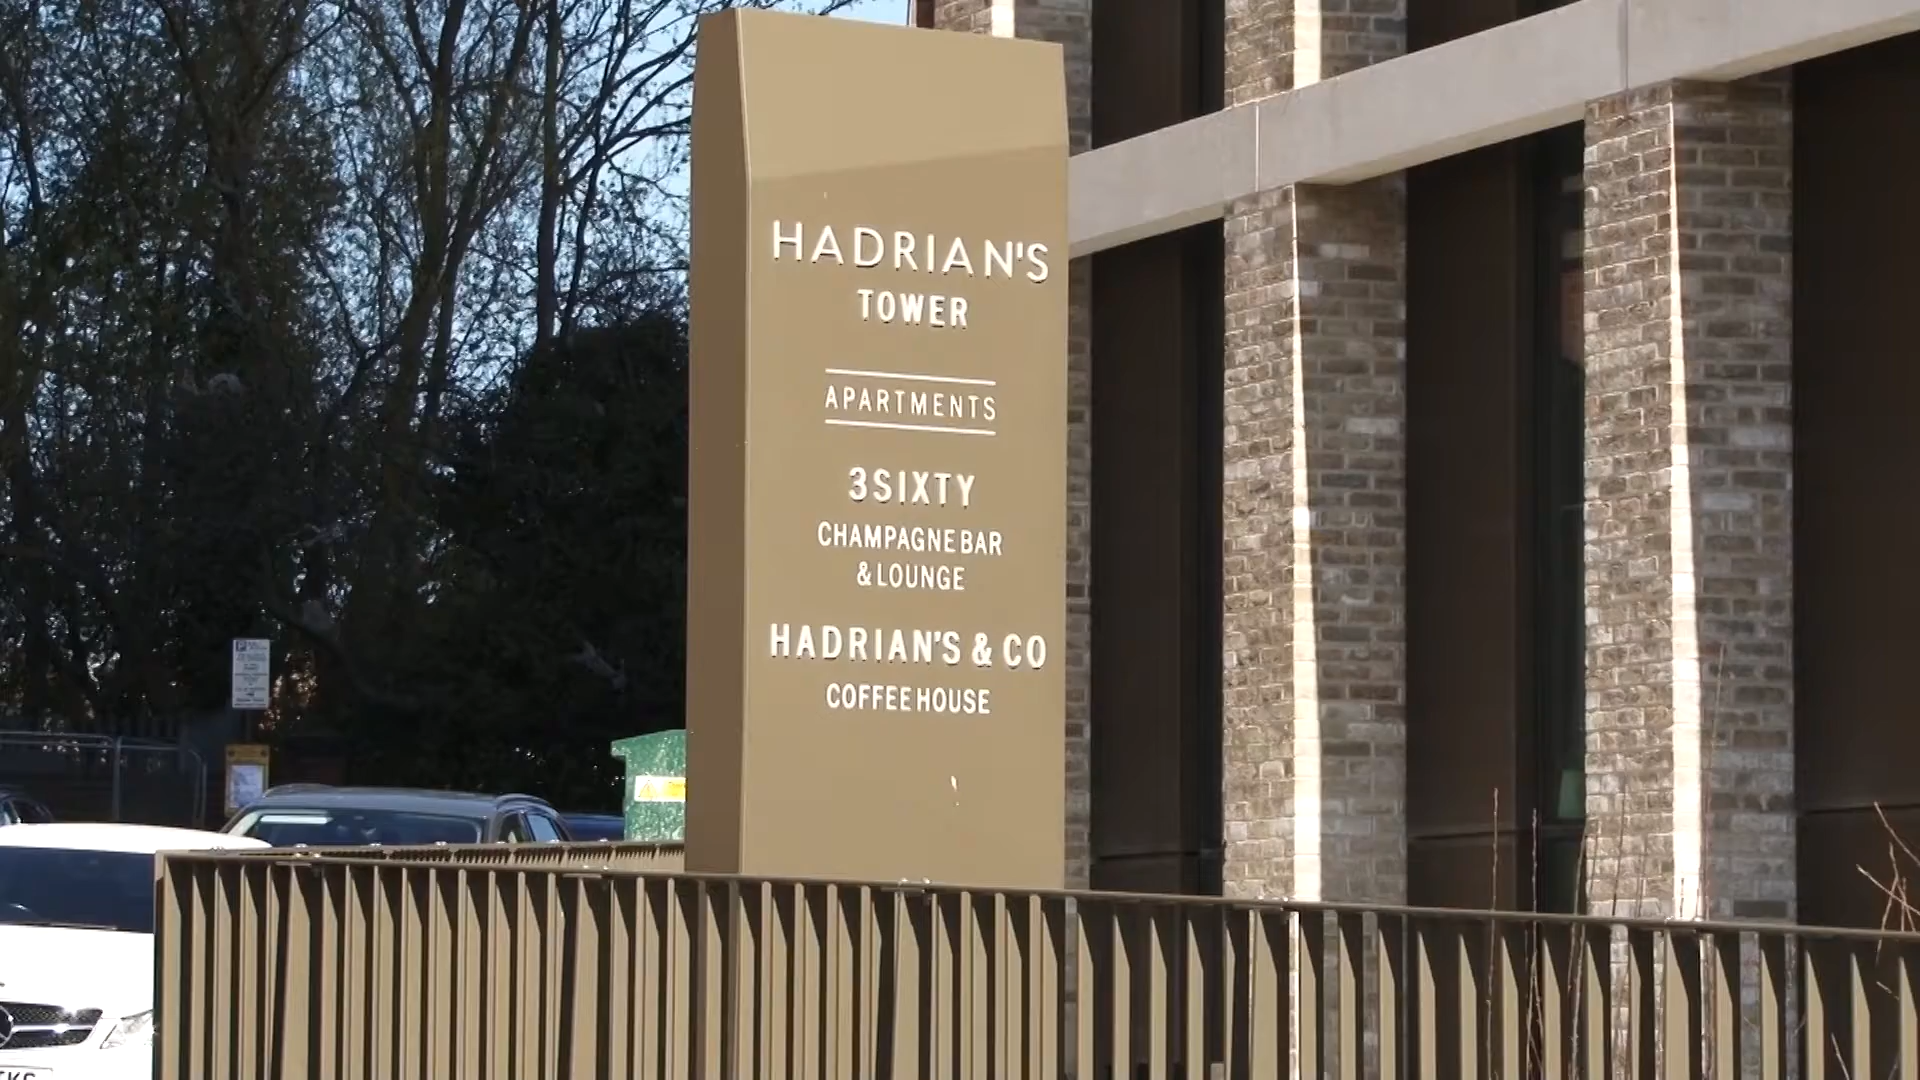 HADRIAN'S
TOWER
APARTMENTS
3SIXTY
CHAMPAGNE BAR
& LOUNGE
HADRIAN'S & CO
COFFEE HOUSE
P